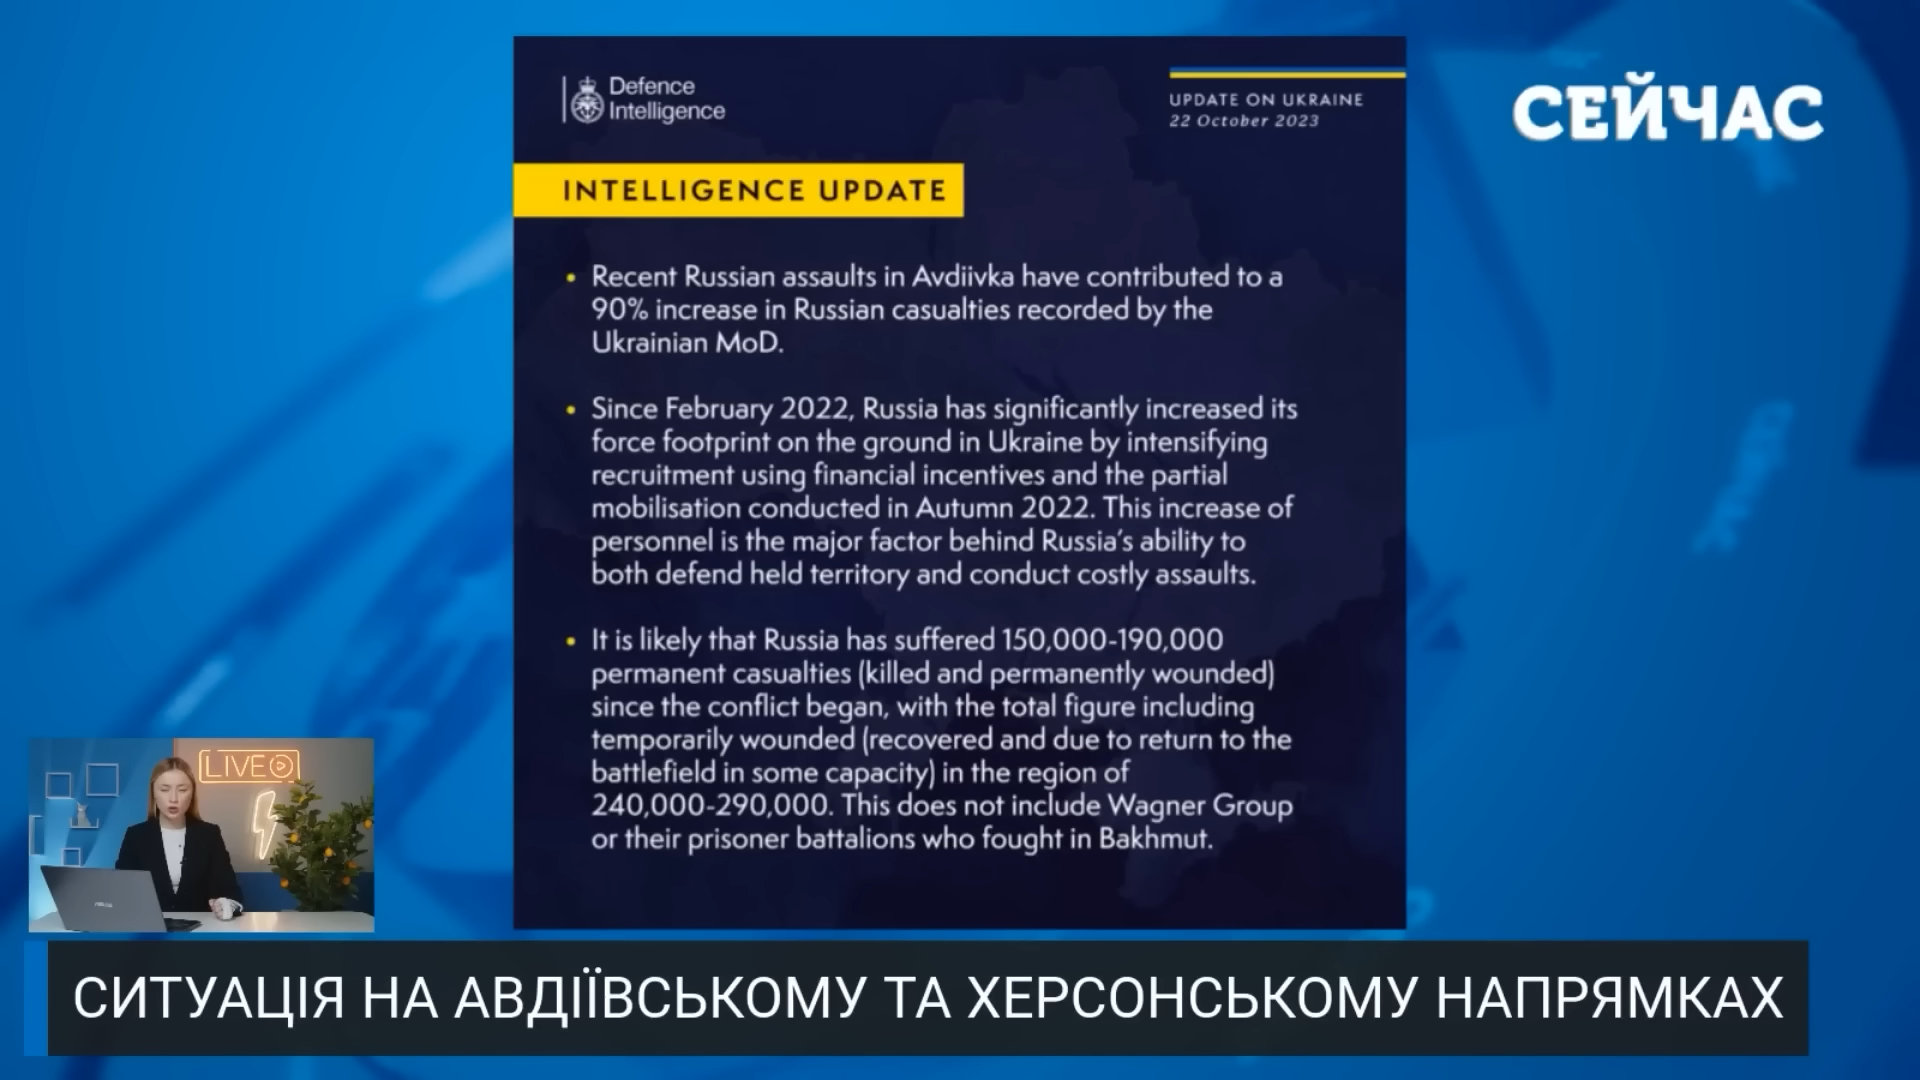 Defence
Intelligence
UPDATE ON UKRAINE
22 October 2023
СЕЙЧАС
INTELLIGENCE UPDATE
• Recent Russian assaults in Avdiivka have contributed to a
90% increase in Russian casualties recorded by the
Ukrainian MoD.
• Since February 2022, Russia has significantly increased its
force footprint on the ground in Ukraine by intensifying
recruitment using financial incentives and the partial
mobilisation conducted in Autumn 2022. This increase of
personnel is the major factor behind Russia's ability to
both defend held territory and conduct costly assaults.
• It is likely that Russia has suffered 150,000-190,000
permanent casualties (killed and permanently wounded)
since the conflict began, with the total figure including
temporarily wounded (recovered and due to return to the
battlefield in some capacity) in the region of
240,000-290,000. This does not include Wagner Group
or their prisoner battalions who fought in Bakhmut.
LIVE
СИТУАЦІЯ НА АВДІЇВСЬКОМУ ТА ХЕРСОНСЬКОМУ НАПРЯМКАХ